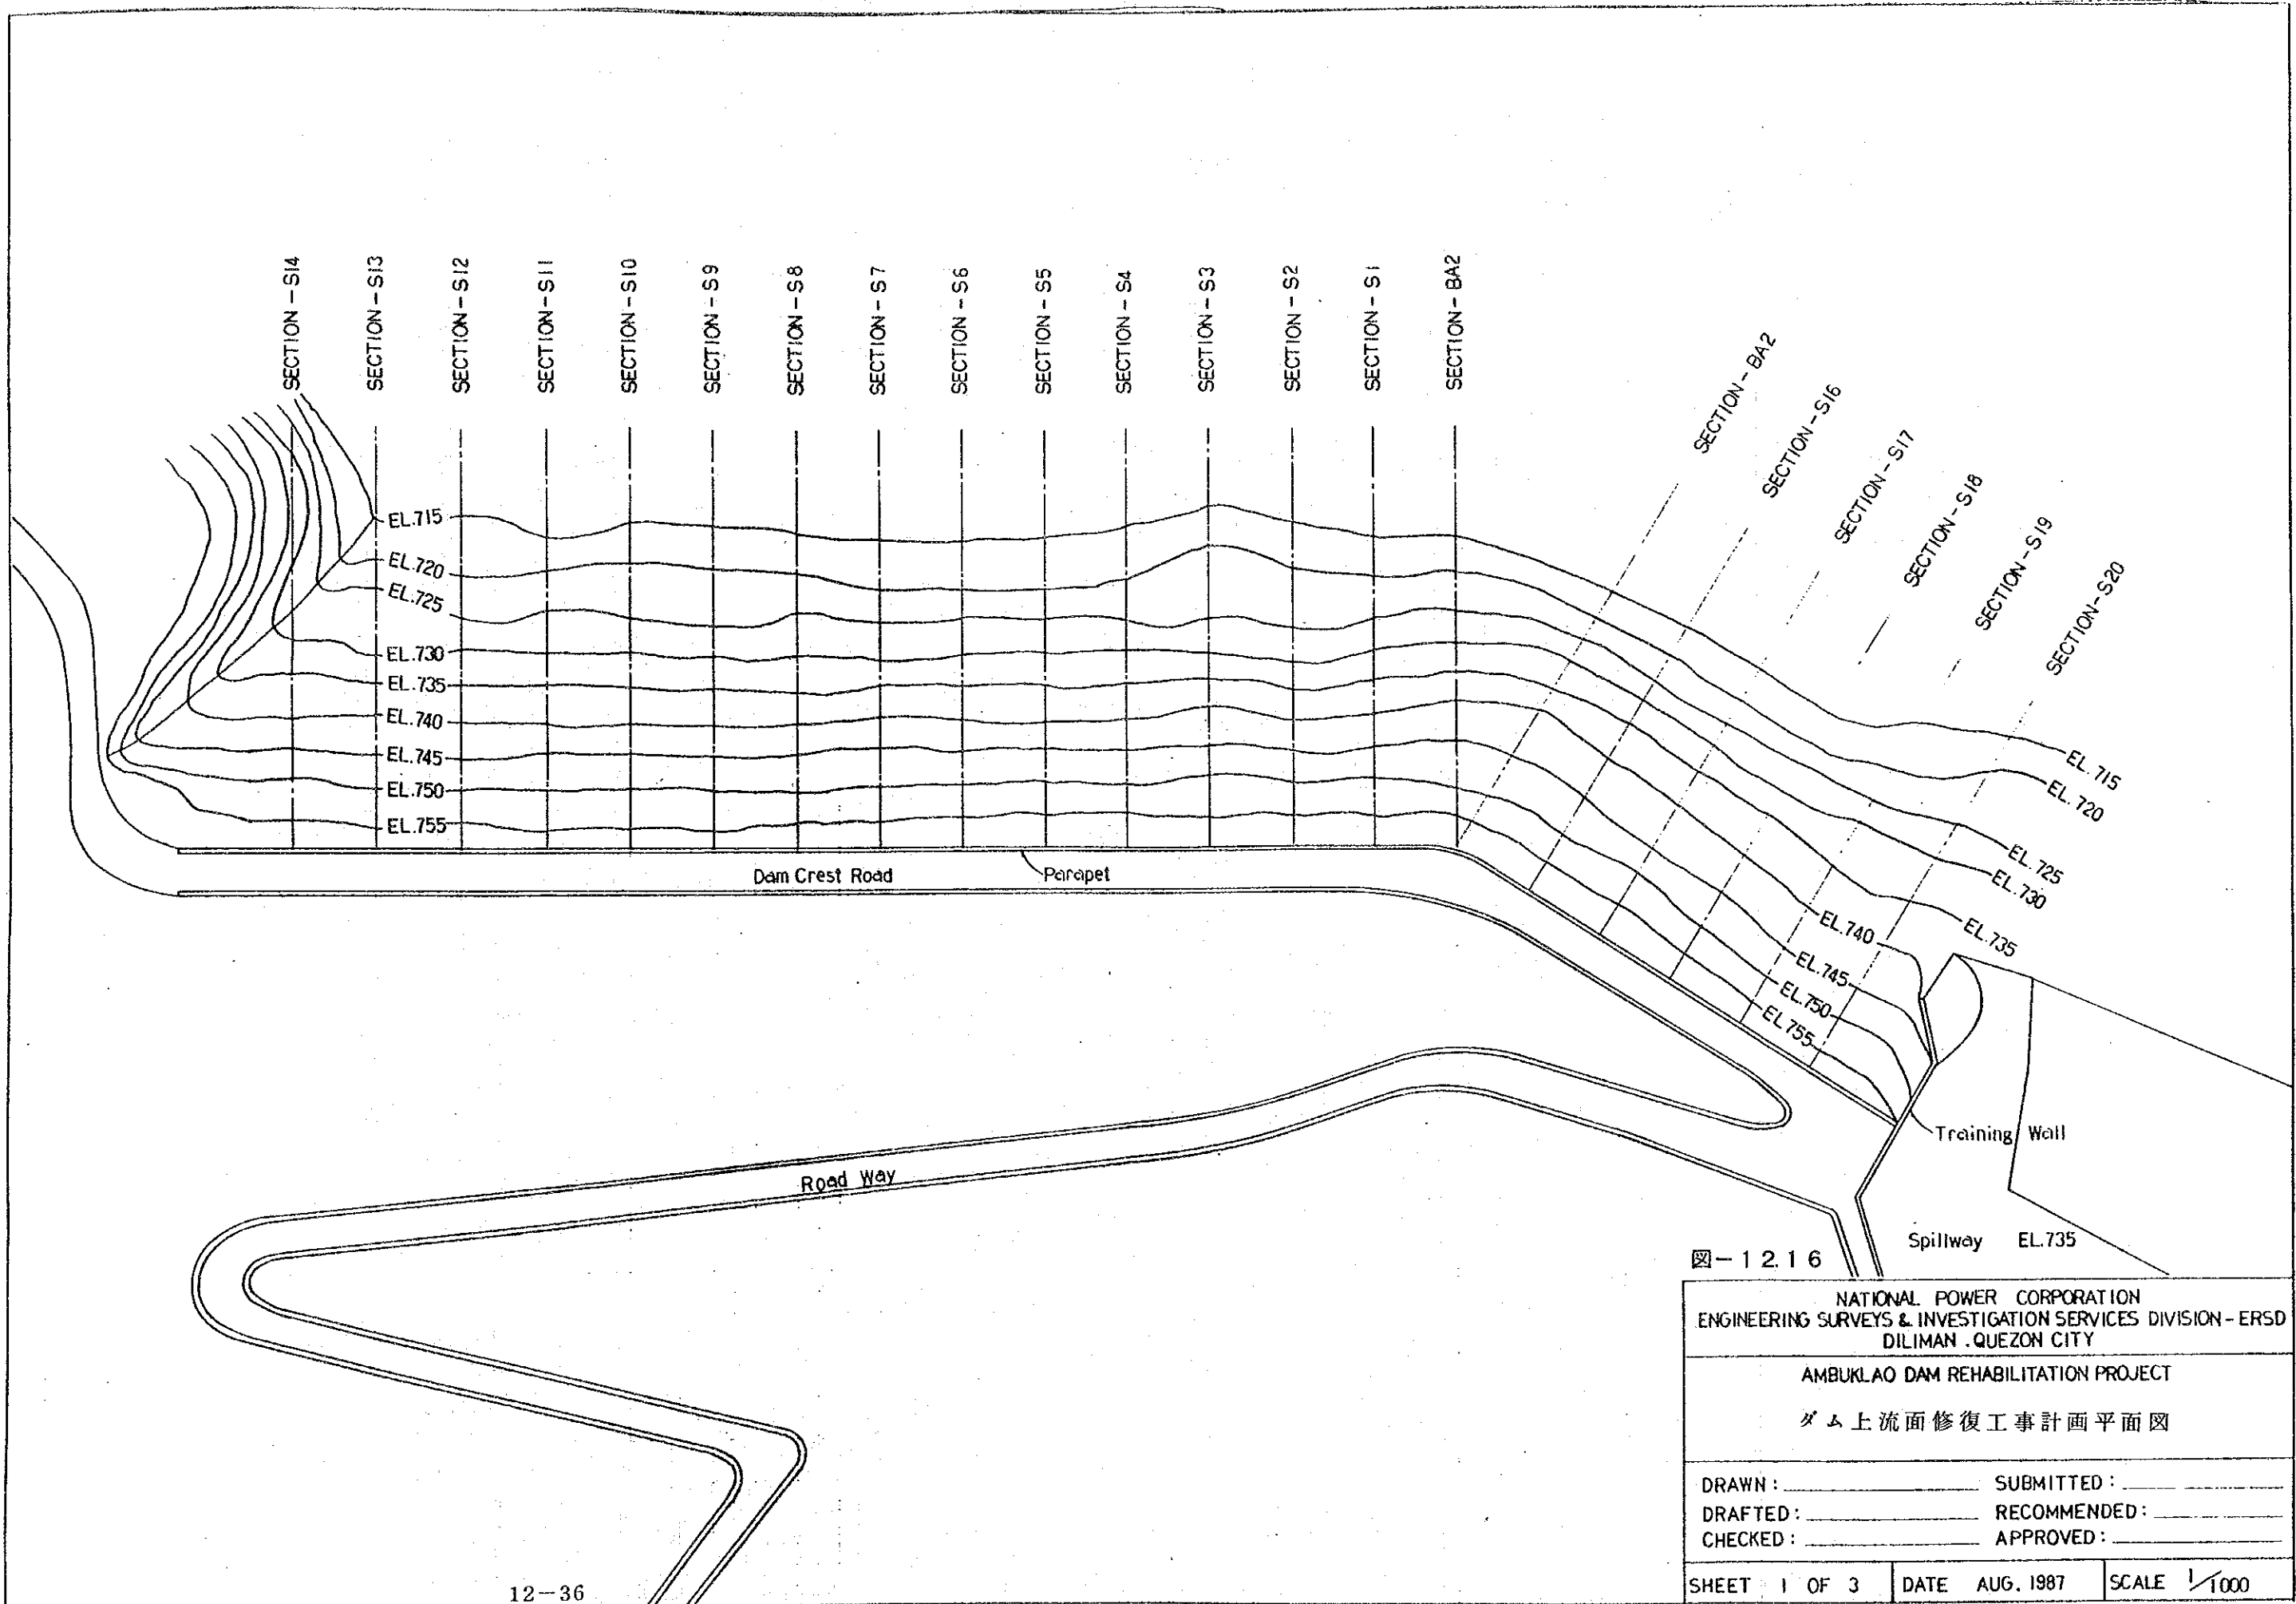 SECTION - S14
SECTION - S13
SECTION - S12
SECTION - S11
SECTION - S10
SECTION - S9
SECTION - S8
SECTION - S7
SECTION - S6
SECTION - S5
SECTION - S4
SECTION - S3
SECTION - S2
SECTION - S1
SECTION - BA2
SECTION - BA2
SECTION - S16
SECTION - S17
SECTION - S18
SECTION - S19
SECTION - S20
EL.715
EL.720
EL.725
EL.730
EL.735
EL.740
EL.745
EL.750
EL.755
EL.715
EL.720
EL.725
EL.730
EL.735
EL.740
EL.745
EL.750
EL.755
Dam Crest Road
Parapet
Training Wall
Road Way
Spillway EL.735
図-12.16
NATIONAL POWER CORPORATION
ENGINEERING SURVEYS & INVESTIGATION SERVICES DIVISION - ERSD
DILIMAN . QUEZON CITY
AMBUKLAO DAM REHABILITATION PROJECT
ダム上流面修復工事計画平面図
DRAWN : SUBMITTED :
DRAFTED : RECOMMENDED :
CHECKED : APPROVED :
SHEET 1 OF 3 DATE AUG. 1987 SCALE 1/1000
12-36